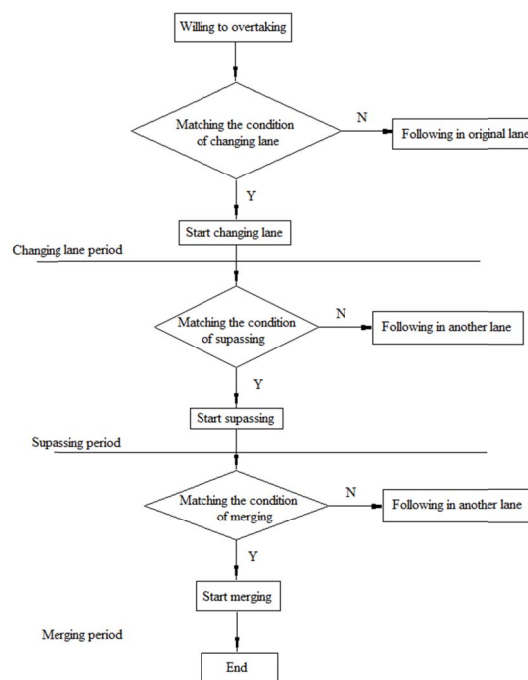 Willing to overtaking
Matching the condition
of changing lane
N
Following in original lane
Y
Start changing lane
Changing lane period
Matching the condition
of supassing
N
Following in another lane
Y
Start supassing
Supassing period
Matching the condition
of merging
N
Following in another lane
Y
Start merging
Merging period
End